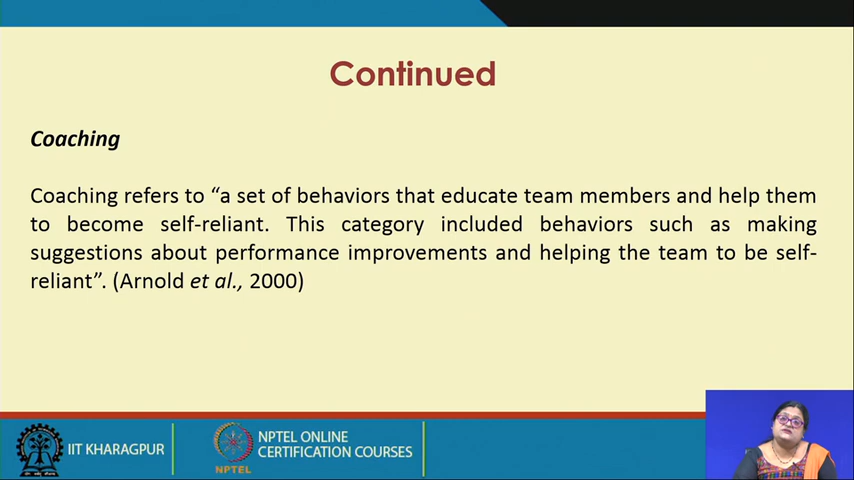 Continued
Coaching
Coaching refers to “a set of behaviors that educate team members and help them
to become self-reliant. This category included behaviors such as making
suggestions about performance improvements and helping the team to be self-
reliant”. (Arnold et al., 2000)
IIT KHARAGPUR
NPTEL
NPTEL ONLINE
CERTIFICATION COURSES